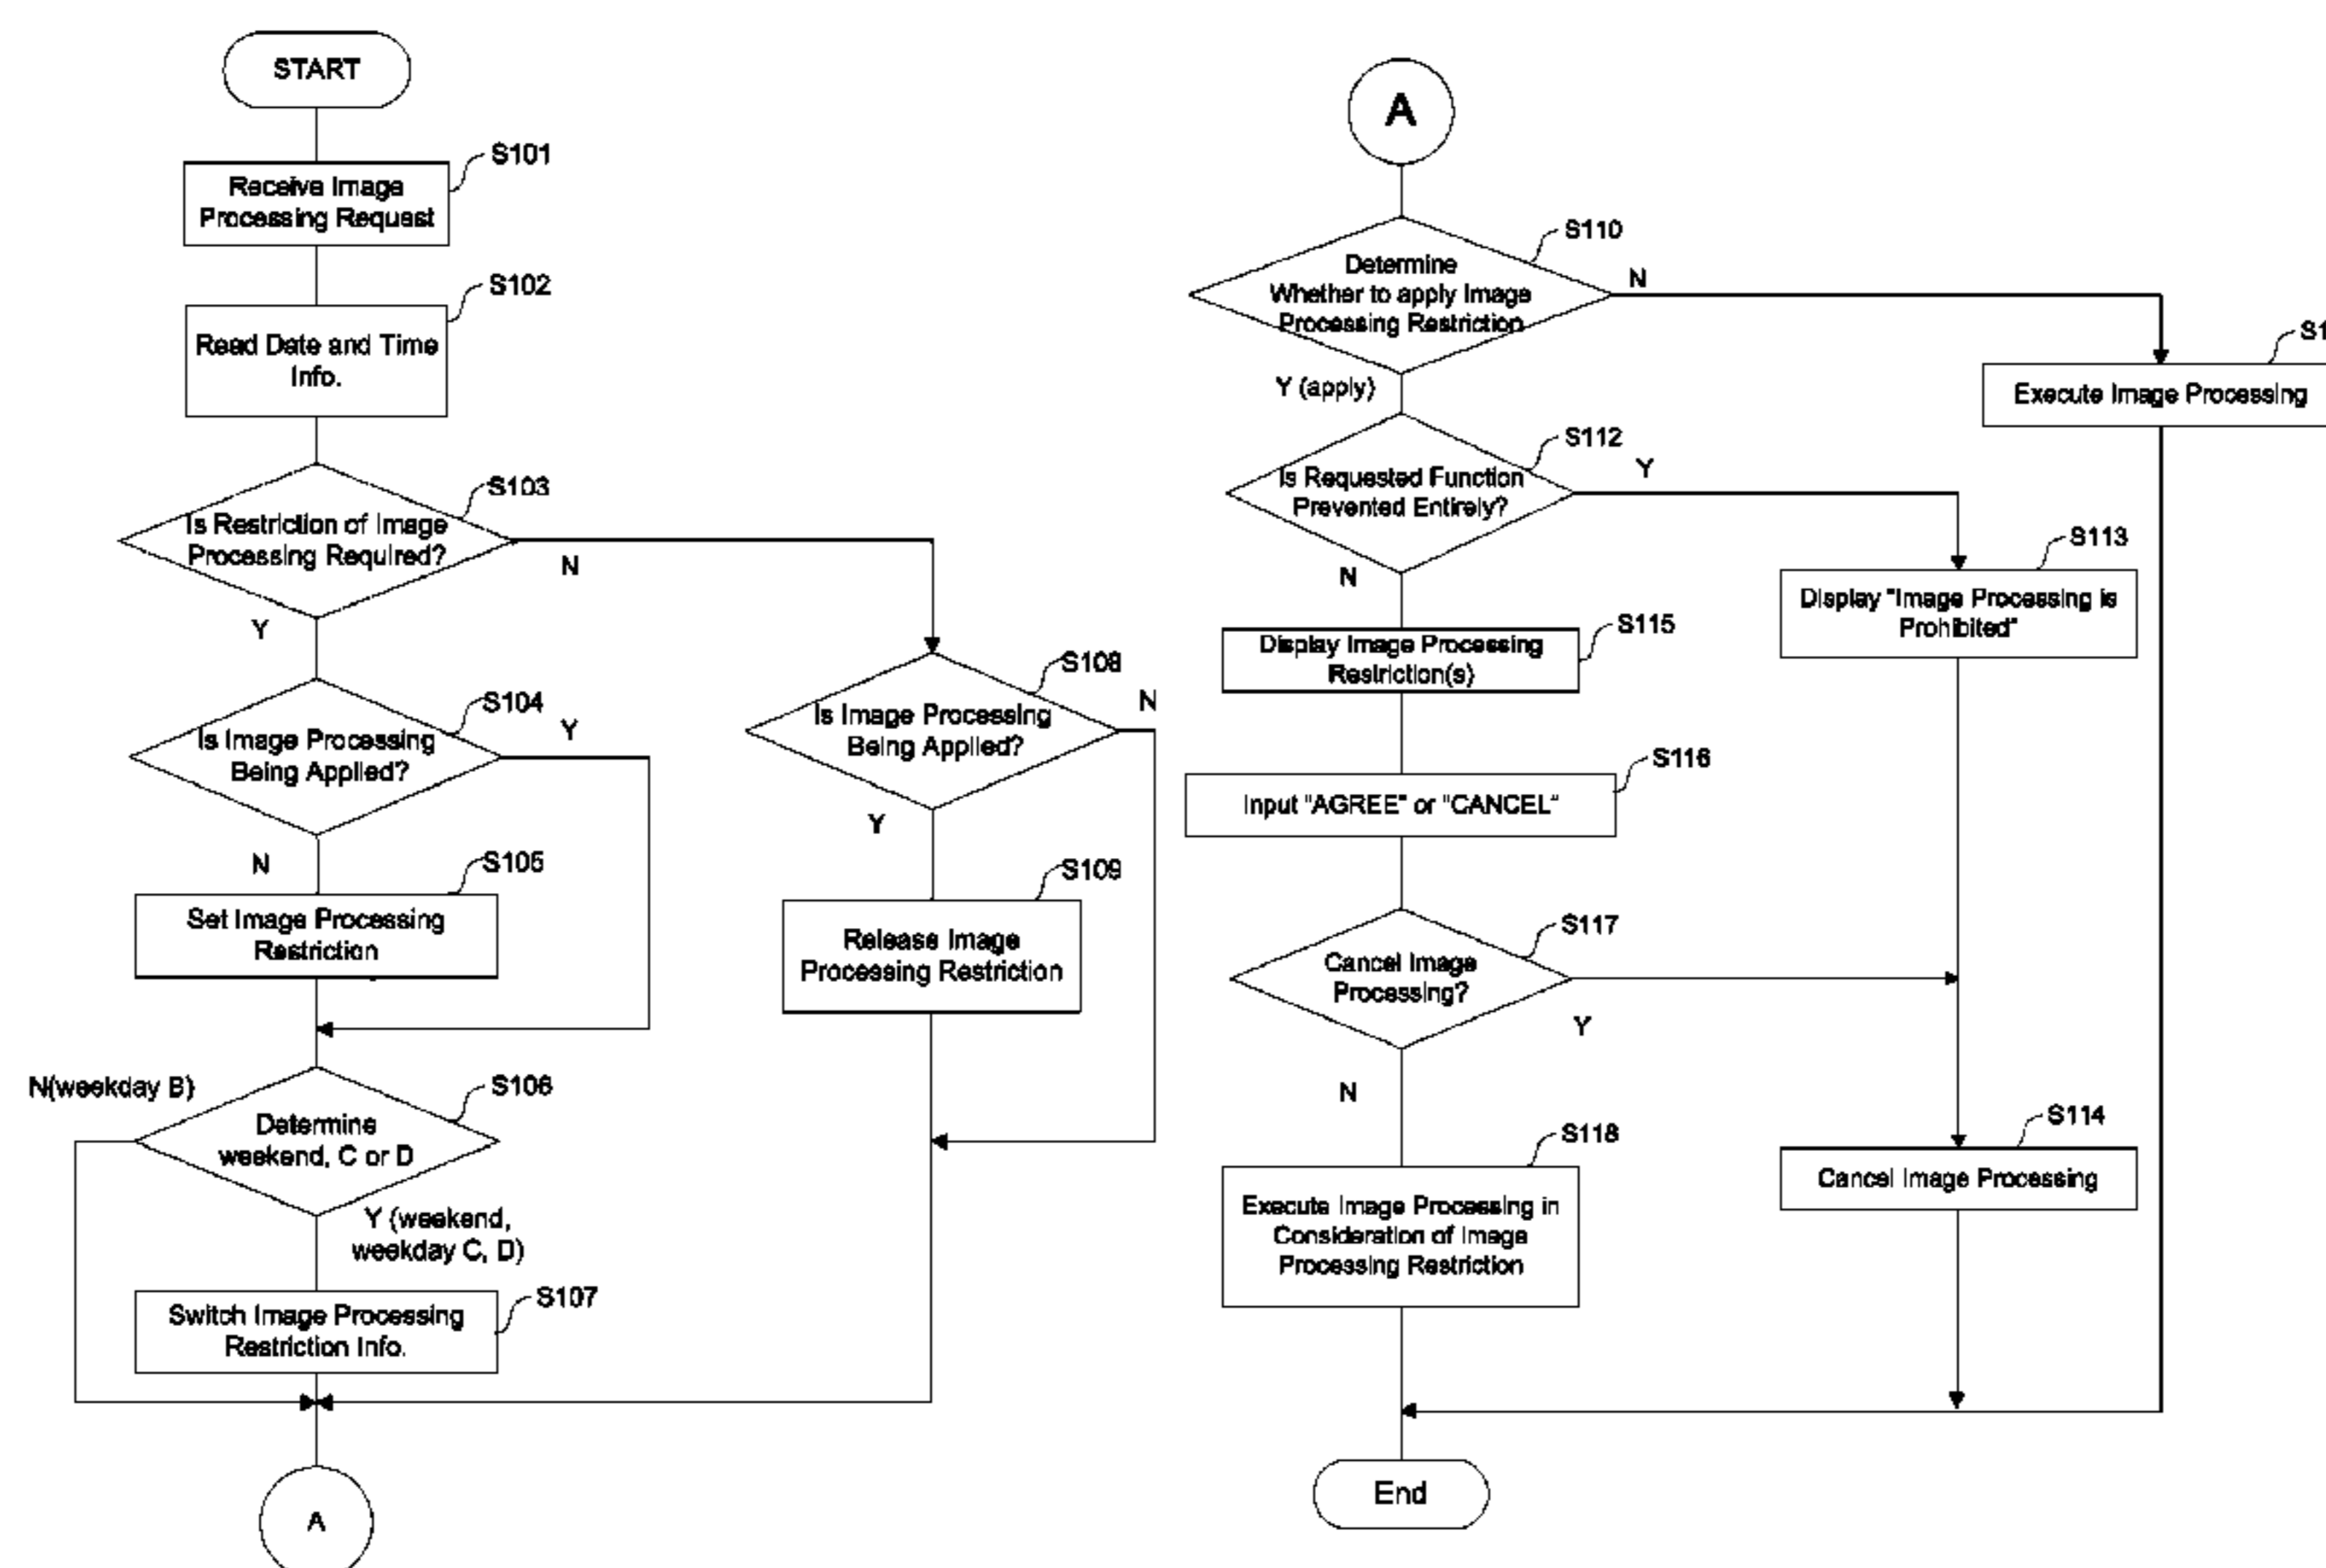 START
S101
Receive Image
Processing Request
S102
Read Date and Time
Info.
S103
Is Restriction of Image
Processing Required?
N
Y
S104
Is Image Processing
Being Applied?
Y
N
S105
Set Image Processing
Restriction
S108
Is Image Processing
Being Applied?
N
Y
S109
Release Image
Processing Restriction
N(weekday B)
S106
Determine
weekend, C or D
Y (weekend,
weekday C, D)
S107
Switch Image Processing
Restriction Info.
A
A
S110
Determine
Whether to apply Image
Processing Restriction
N
Y (apply)
S1
Execute Image Processing
S112
Is Requested Function
Prevented Entirely?
Y
N
S113
Display "Image Processing is
Prohibited"
S115
Display Image Processing
Restriction(s)
S116
Input "AGREE" or "CANCEL"
S117
Cancel Image
Processing?
Y
N
S114
Cancel Image Processing
S118
Execute Image Processing in
Consideration of Image
Processing Restriction
End